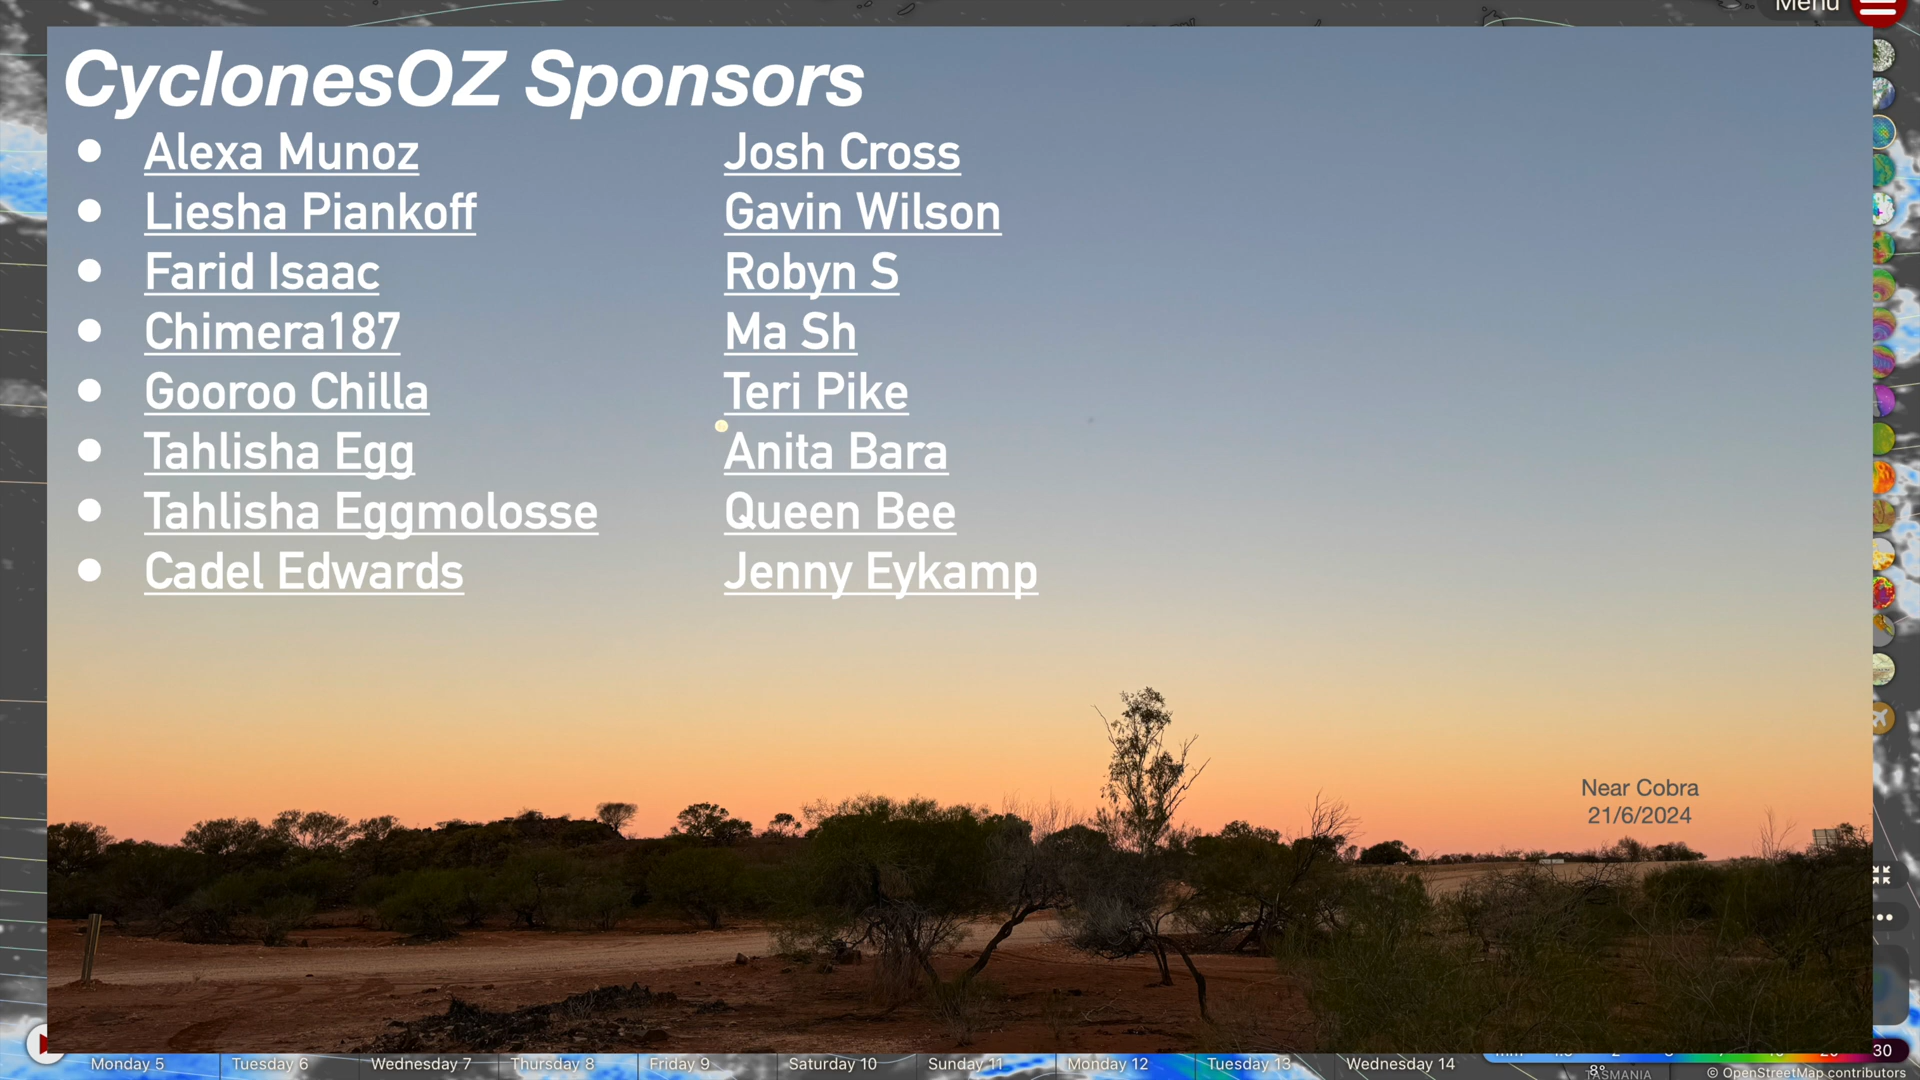 Menu
CyclonesOZ Sponsors
Alexa Munoz
Liesha Piankoff
Farid Isaac
Chimera187
Gooroo Chilla
Tahlisha Egg
Tahlisha Eggmolosse
Cadel Edwards
Josh Cross
Gavin Wilson
Robyn S
Ma Sh
Teri Pike
Anita Bara
Queen Bee
Jenny Eykamp
Near Cobra
21/6/2024
Monday 5 Tuesday 6 Wednesday 7 Thursday 8 Friday 9 Saturday 10 Sunday 11 Monday 12 Tuesday 13 Wednesday 14
30
8°
TASMANIA
© OpenStreetMap contributors